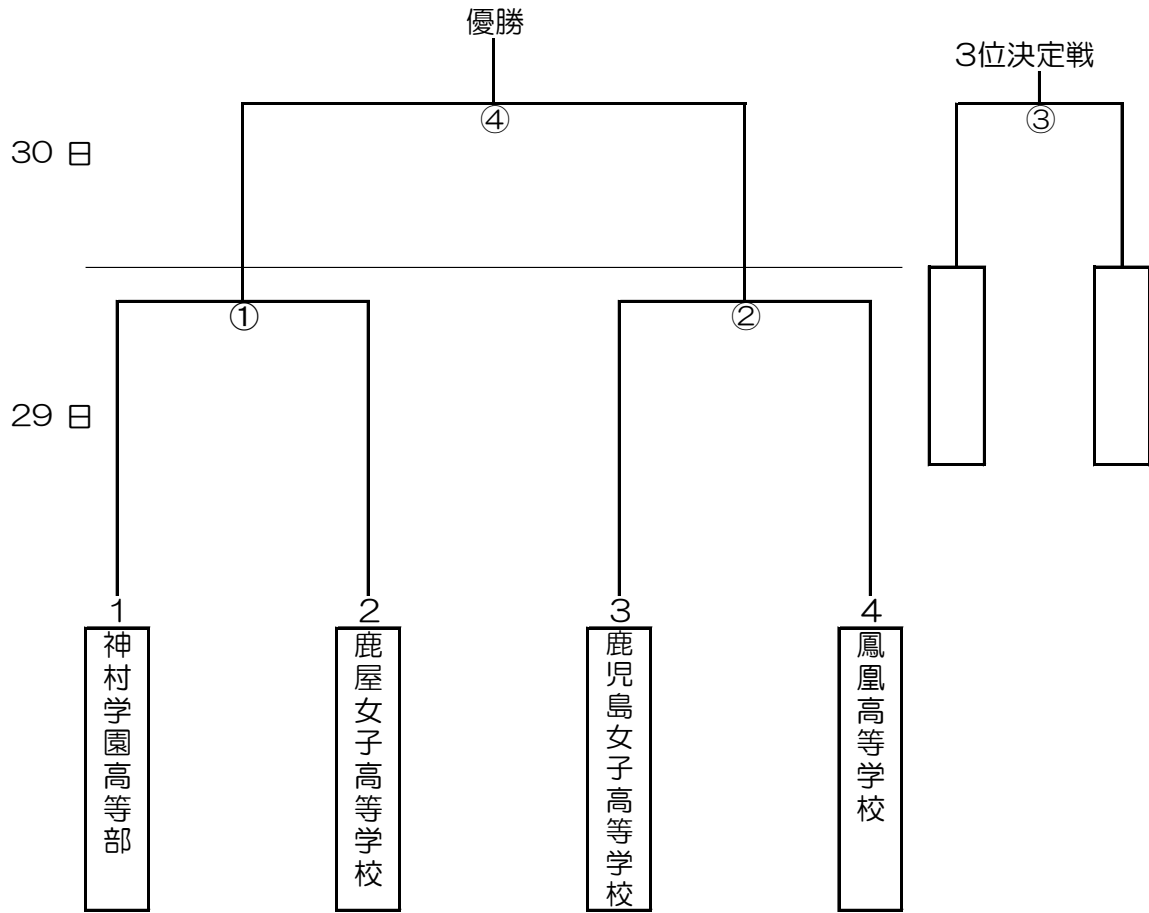 優勝
3位決定戦
④
③
30 日
①
②
29 日
1
2
3
4
神村学園高等部
鹿屋女子高等学校
鹿児島女子高等学校
鳳凰高等学校